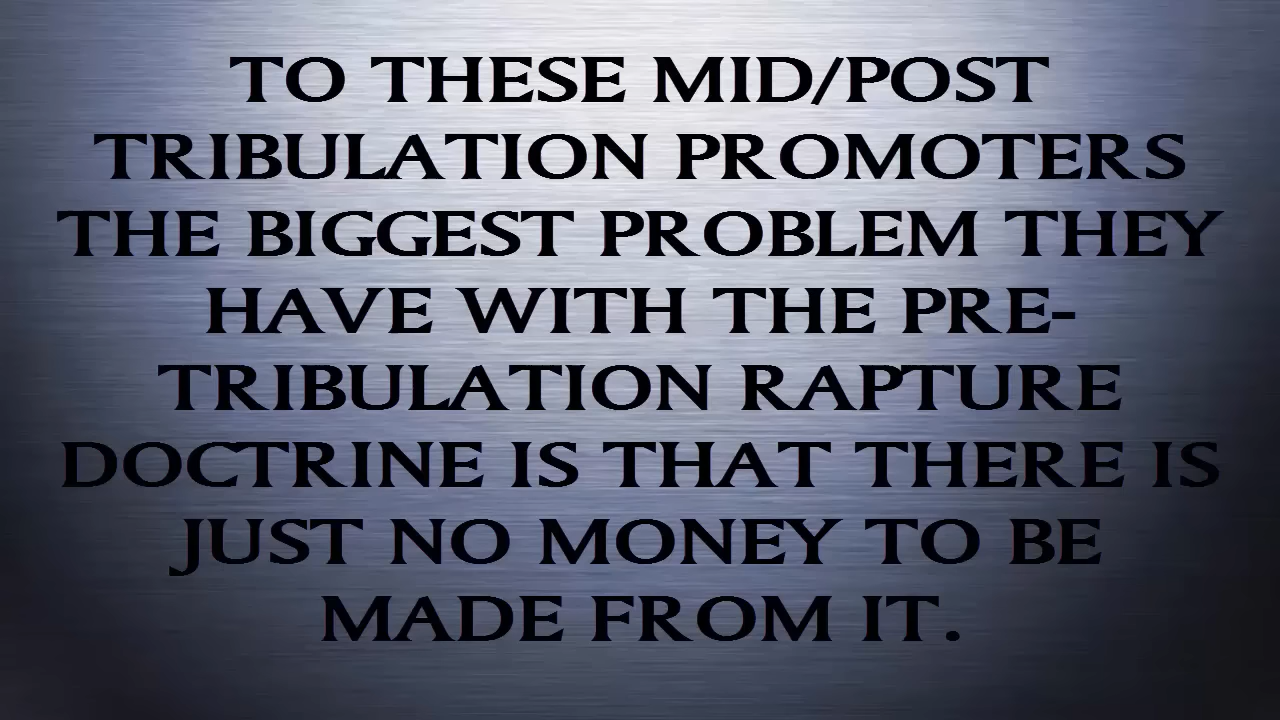 TO THESE MID/POST
TRIBULATION PROMOTERS
THE BIGGEST PROBLEM THEY
HAVE WITH THE PRE-
TRIBULATION RAPTURE
DOCTRINE IS THAT THERE IS
JUST NO MONEY TO BE
MADE FROM IT.